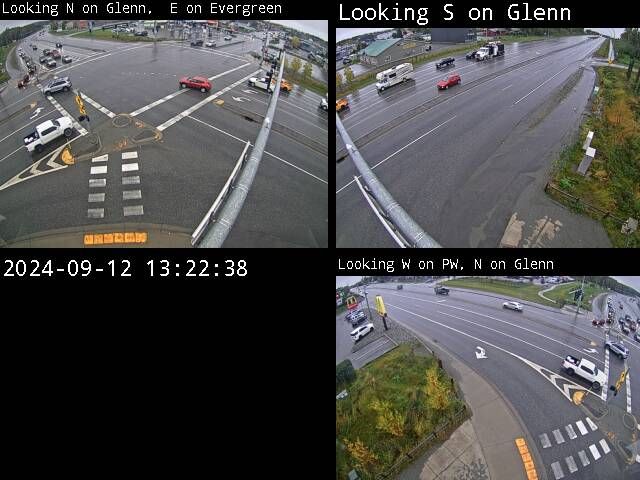 Looking N on Glenn,  E on Evergreen
Looking S on Glenn
2024-09-12 13:22:38
Looking W on PW, N on Glenn